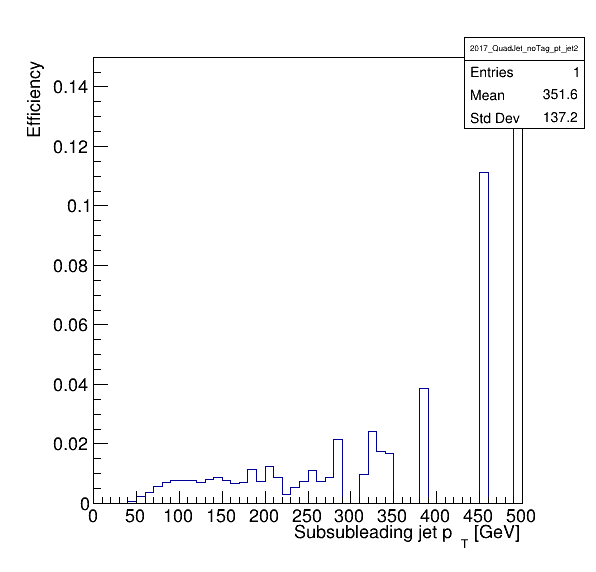 2017_QuadJet_noTag_pt_jet2
Entries 1
Mean 351.6
Std Dev 137.2
Efficiency
0.14
0.12
0.1
0.08
0.06
0.04
0.02
0
0 50 100 150 200 250 300 350 400 450 500
Subsubleading jet p T [GeV]